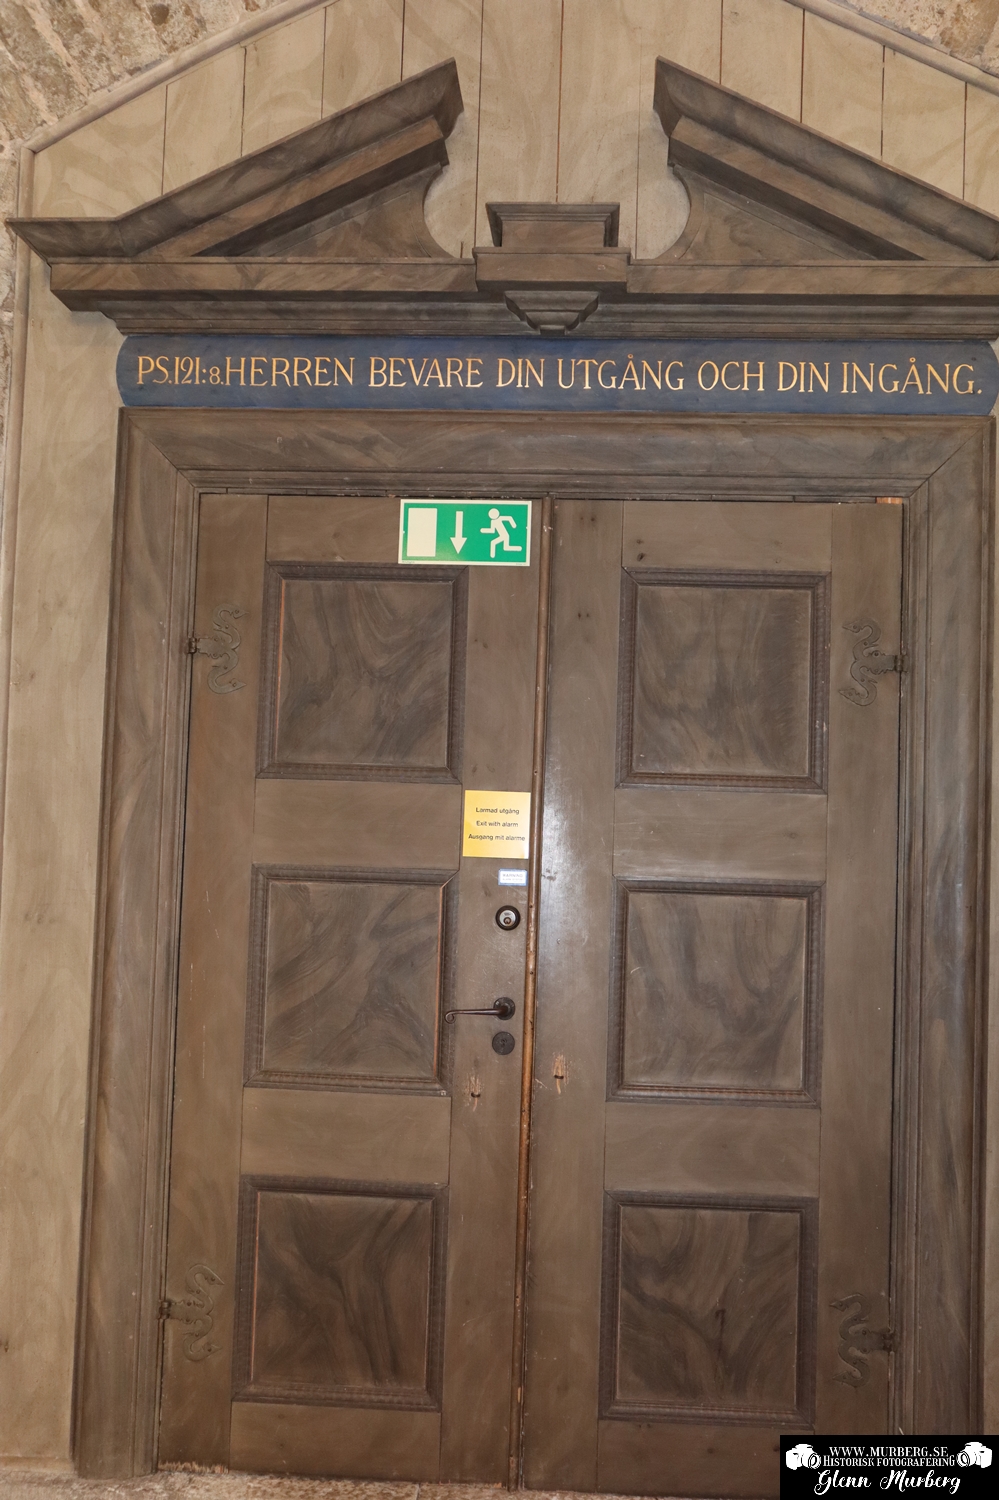 PS.121:8.HERREN BEVARE DIN UTGÅNG OCH DIN INGÅNG.
Larmad utgång
Exit with alarm
Ausgang mit alarme
WWW.MURBERG.SE
HISTORISK FOTOGRAFERING
Glenn Murberg